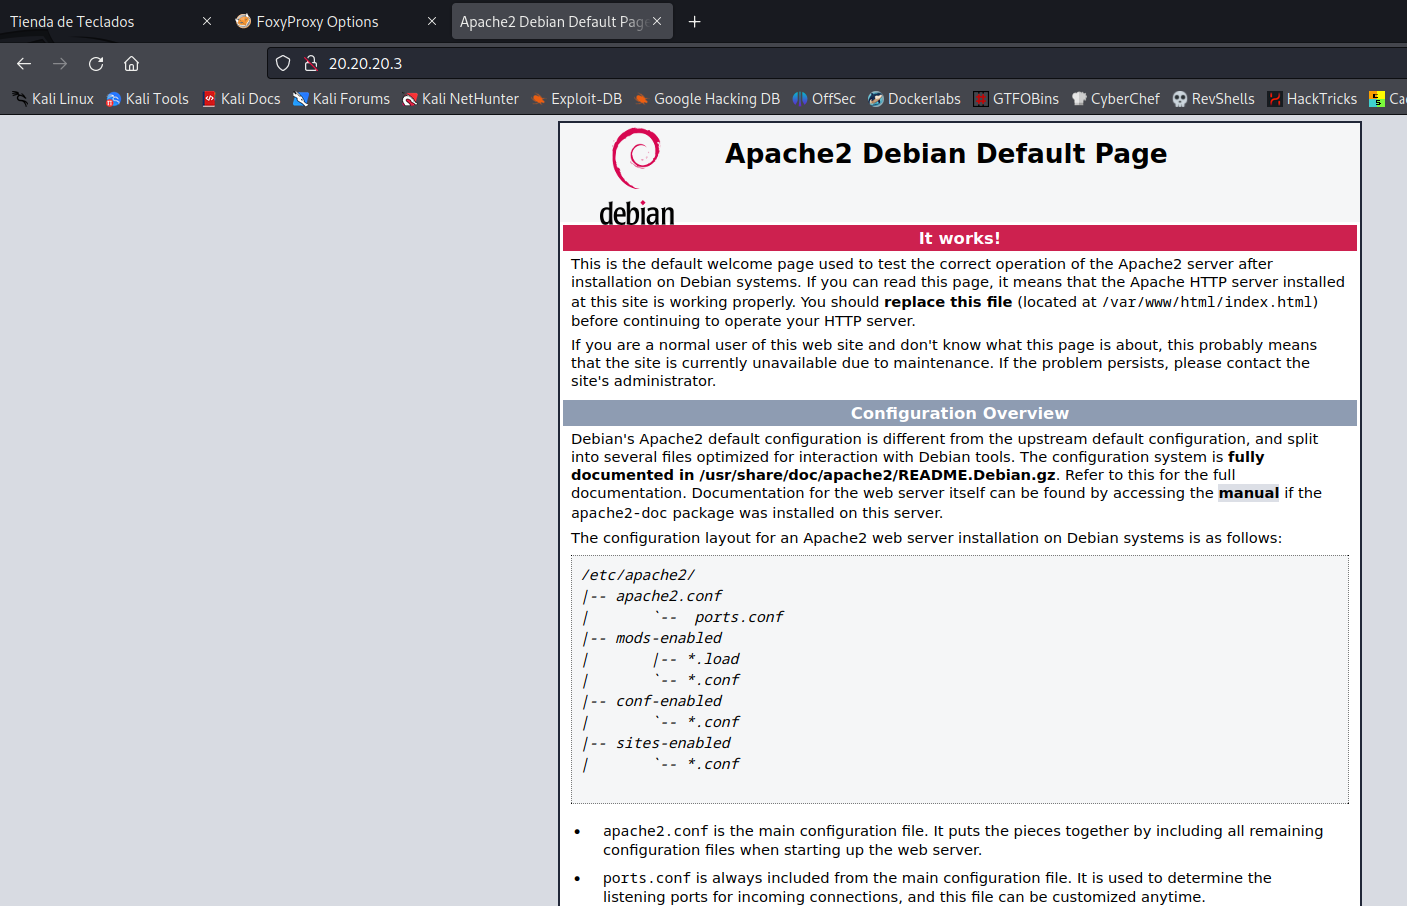 Tienda de Teclados
FoxyProxy Options
Apache2 Debian Default Page
20.20.20.3
Kali Linux
Kali Tools
Kali Docs
Kali Forums
Kali NetHunter
Exploit-DB
Google Hacking DB
OffSec
Dockerlabs
GTFOBins
CyberChef
RevShells
HackTricks
Ca
debian
Apache2 Debian Default Page
It works!
This is the default welcome page used to test the correct operation of the Apache2 server after
installation on Debian systems. If you can read this page, it means that the Apache HTTP server installed
at this site is working properly. You should replace this file (located at /var/www/html/index.html)
before continuing to operate your HTTP server.
If you are a normal user of this web site and don't know what this page is about, this probably means
that the site is currently unavailable due to maintenance. If the problem persists, please contact the
site's administrator.
Configuration Overview
Debian's Apache2 default configuration is different from the upstream default configuration, and split
into several files optimized for interaction with Debian tools. The configuration system is fully
documented in /usr/share/doc/apache2/README.Debian.gz. Refer to this for the full
documentation. Documentation for the web server itself can be found by accessing the manual if the
apache2-doc package was installed on this server.
The configuration layout for an Apache2 web server installation on Debian systems is as follows:
/etc/apache2/
|-- apache2.conf
|       `--  ports.conf
|-- mods-enabled
|       |-- *.load
|       `-- *.conf
|-- conf-enabled
|       `-- *.conf
|-- sites-enabled
|       `-- *.conf
• apache2.conf is the main configuration file. It puts the pieces together by including all remaining
configuration files when starting up the web server.
• ports.conf is always included from the main configuration file. It is used to determine the
listening ports for incoming connections, and this file can be customized anytime.